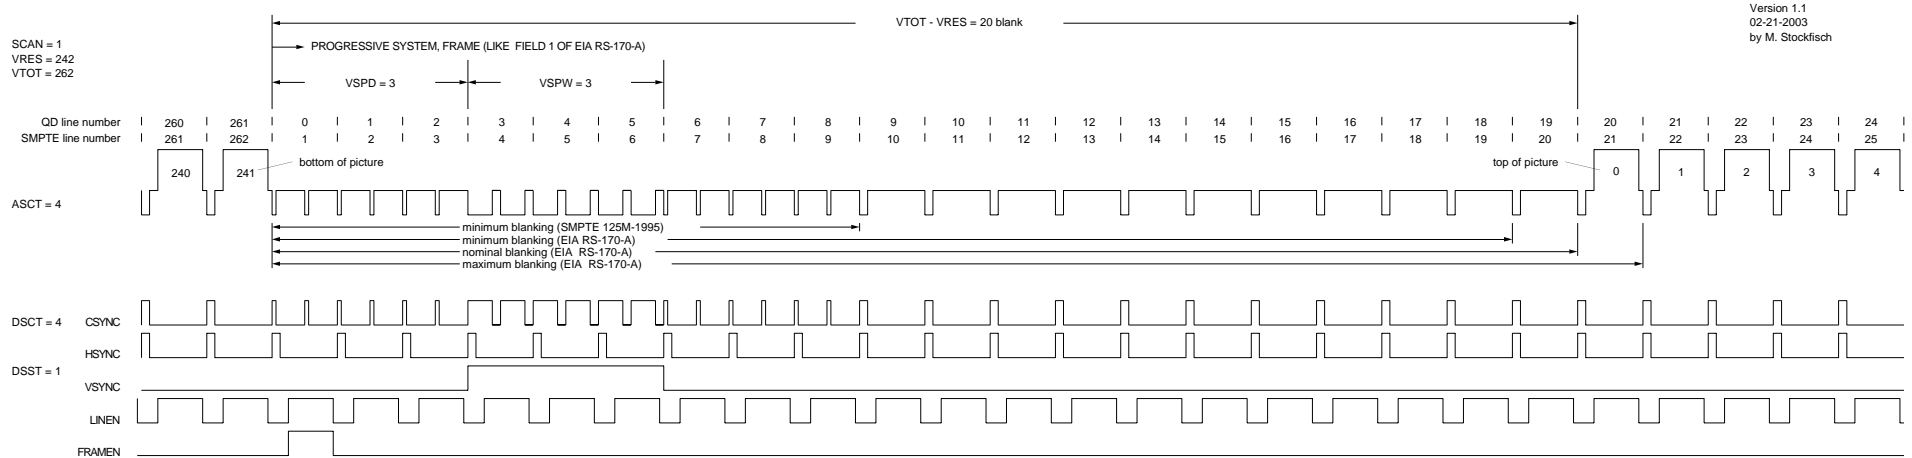 VTOT - VRES = 20 blank
Version 1.1
02-21-2003
by M. Stockfisch
SCAN = 1
VRES = 242
VTOT = 262
PROGRESSIVE SYSTEM, FRAME (LIKE FIELD 1 OF EIA RS-170-A)
VSPD = 3 VSPW = 3
QD line number 260 261 0 1 2 3 4 5 6 7 8 9 10 11 12 13 14 15 16 17 18 19 20 21 22 23 24
SMPTE line number 261 262 1 2 3 4 5 6 7 8 9 10 11 12 13 14 15 16 17 18 19 20 21 22 23 24 25
bottom of picture top of picture
240 241 0 1 2 3 4
ASCT = 4
minimum blanking (SMPTE 125M-1995)
minimum blanking (EIA RS-170-A)
nominal blanking (EIA RS-170-A)
maximum blanking (EIA RS-170-A)
DSCT = 4 CSYNC
HSYNC
DSST = 1
VSYNC
LINEN
FRAMEN